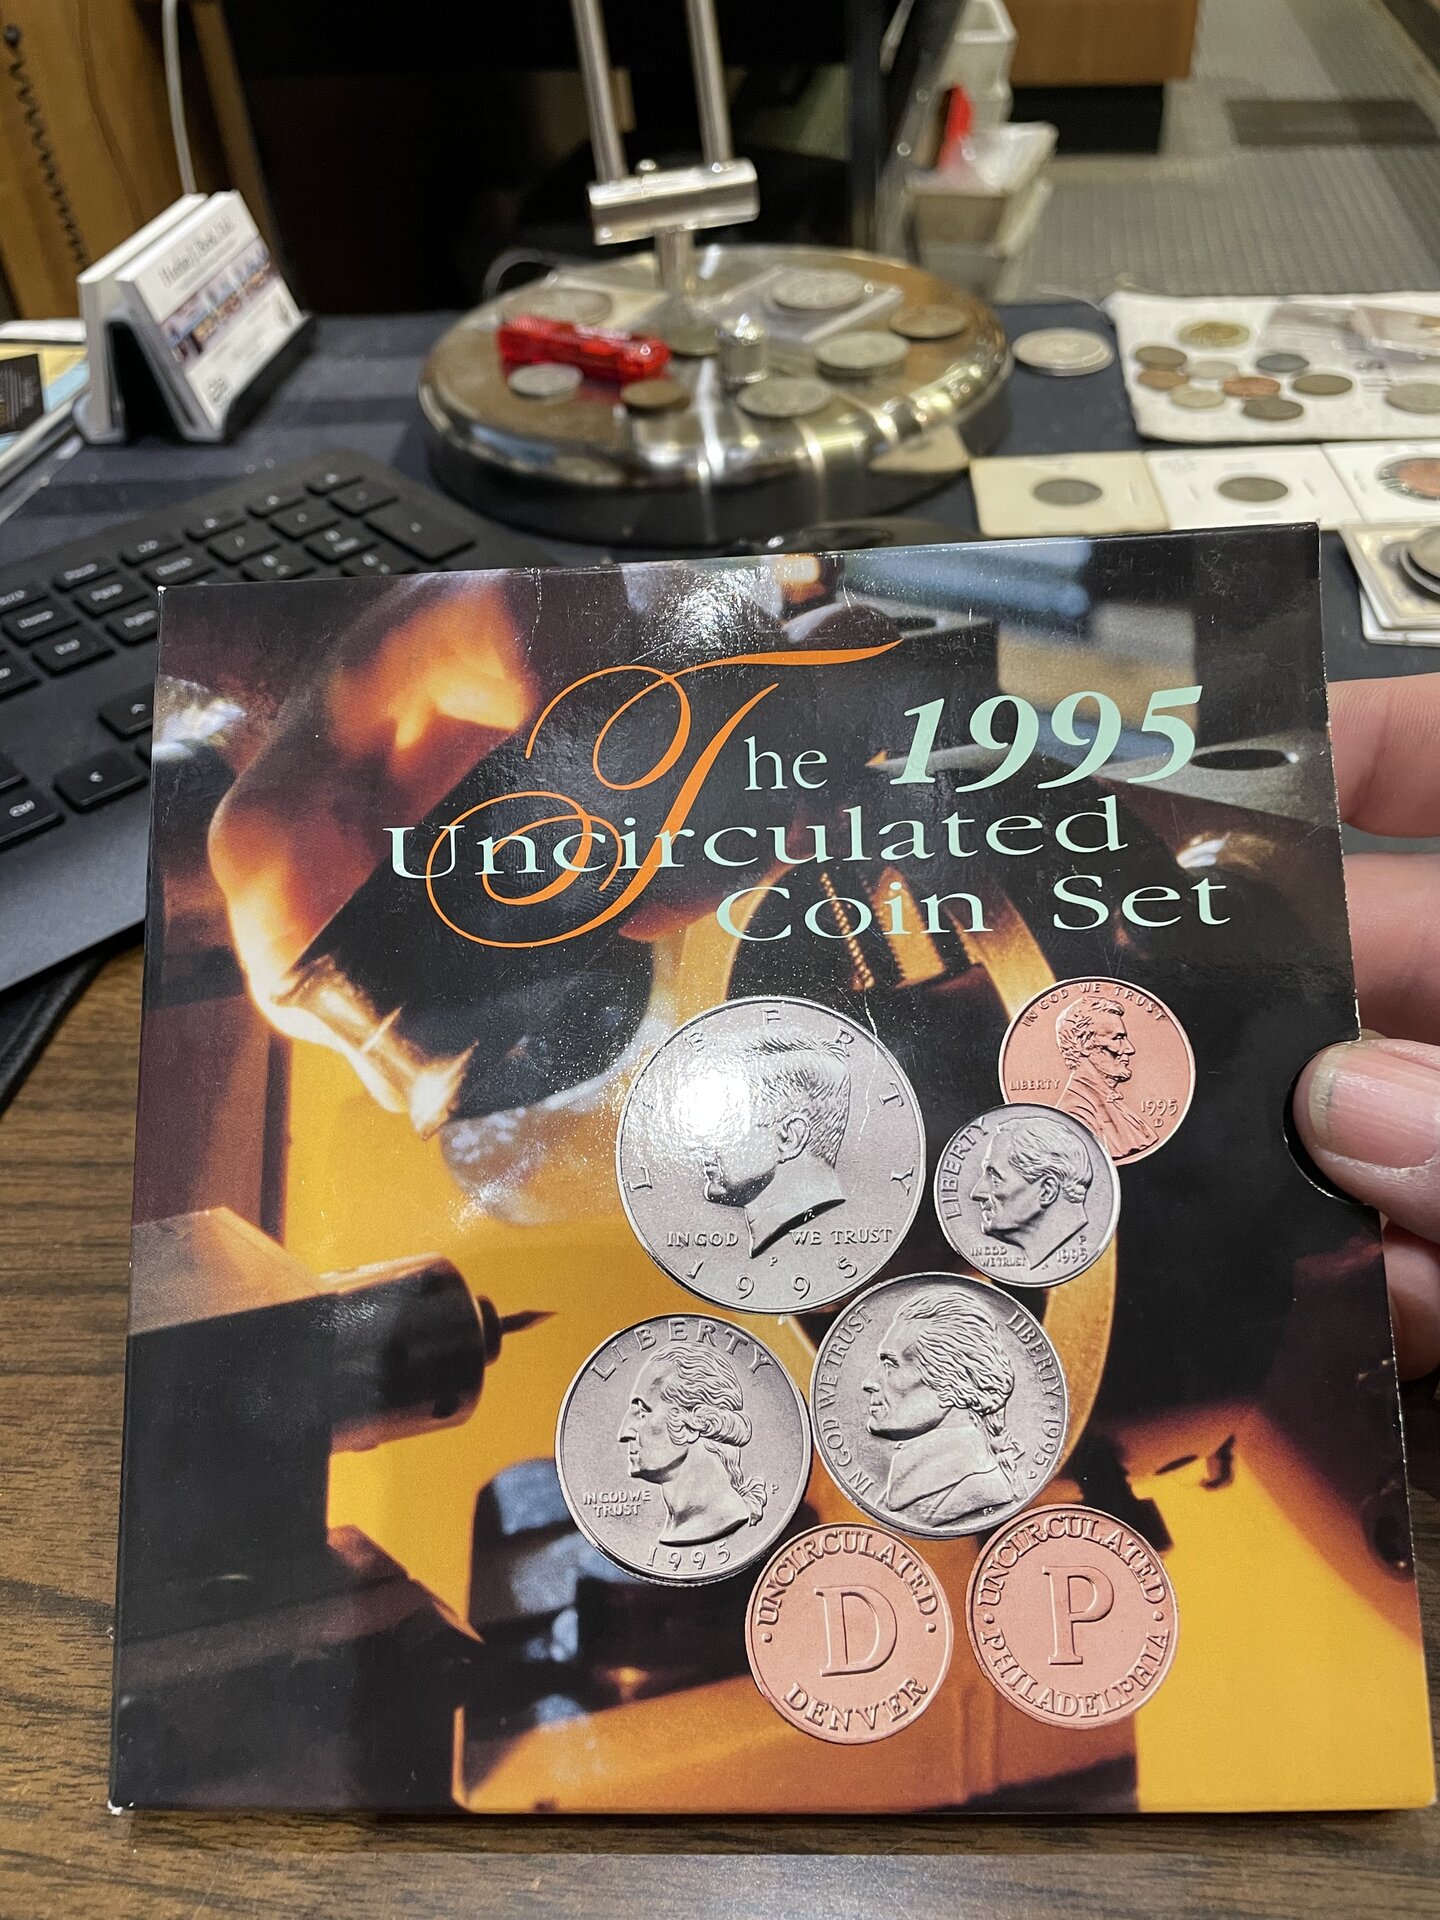 The 1995
Uncirculated
Coin Set
LIBERTY
IN GOD WE TRUST
P
1995
IN GOD WE TRUST
LIBERTY
1995
D
LIBERTY
IN GOD
WE TRUST
P
1995
LIBERTY
IN GOD WE
TRUST
P
1995
IN GOD WE TRUST
LIBERTY · 1995
• UNCIRCULATED •
D
DENVER
• UNCIRCULATED •
P
PHILADELPHIA